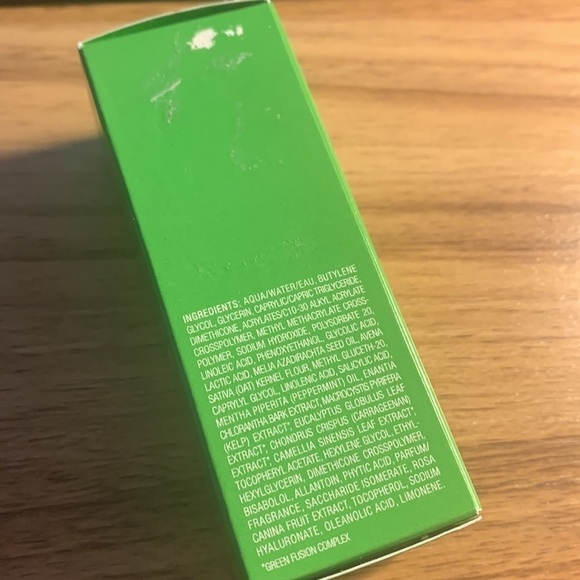 INGREDIENTS: AQUA/WATER/EAU, BUTYLENE
GLYCOL, GLYCERIN, CAPRYLIC/CAPRIC TRIGLYCERIDE,
DIMETHICONE, ACRYLATES/C10-30 ALKYL ACRYLATE
CROSSPOLYMER, METHYL METHACRYLATE CROSS-
POLYMER, SODIUM HYDROXIDE, POLYSORBATE 20,
LINOLEIC ACID, PHENOXYETHANOL, GLYCOLIC ACID,
LACTIC ACID, MELIA AZADIRACHTA SEED OIL, AVENA
SATIVA (OAT) KERNEL FLOUR, METHYL GLUCETH-20,
CAPRYLYL GLYCOL, LINOLENIC ACID, SALICYLIC ACID,
MENTHA PIPERITA (PEPPERMINT) OIL, ENANTIA
CHLORANTHA BARK EXTRACT, MACROCYSTIS PYRIFERA
(KELP) EXTRACT*, EUCALYPTUS GLOBULUS LEAF
EXTRACT*, CHONDRUS CRISPUS (CARRAGEENAN)
EXTRACT*, CAMELLIA SINENSIS LEAF EXTRACT*,
TOCOPHERYL ACETATE, HEXYLENE GLYCOL, ETHYL-
HEXYLGLYCERIN, DIMETHICONE CROSSPOLYMER,
BISABOLOL, ALLANTOIN, PHYTIC ACID, PARFUM/
FRAGRANCE, SACCHARIDE ISOMERATE, ROSA
CANINA FRUIT EXTRACT, TOCOPHEROL, SODIUM
HYALURONATE, OLEANOLIC ACID, LIMONENE.
*GREEN FUSION COMPLEX